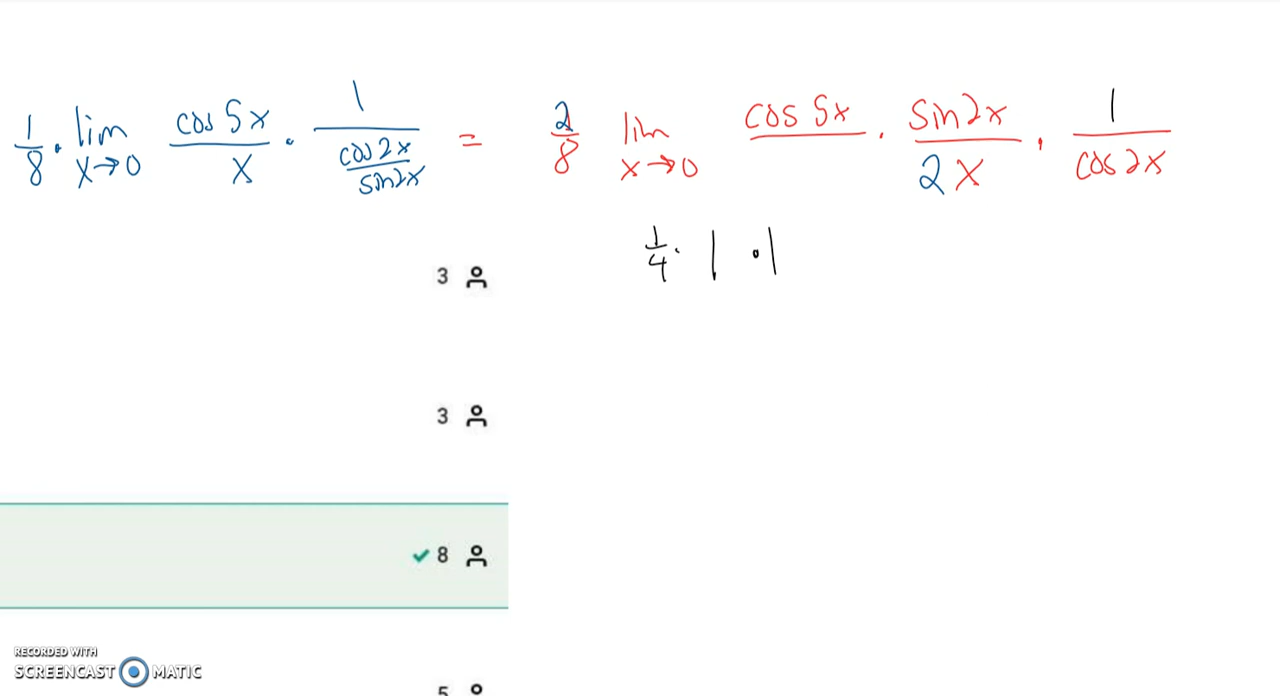 1/8 · lim x→0 cos 5x / x · 1 / (cos 2x / sin 2x) = 2/8 lim x→0 cos 5x / · sin 2x / 2x · 1 / cos 2x
1/4 · 1 · 1
3
3
8
5
RECORDED WITH
SCREENCAST MATIC